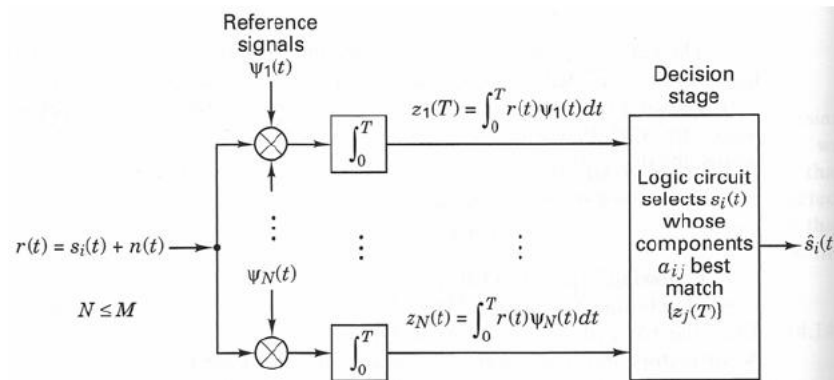 Reference
signals
ψ₁(t)
z₁(T) = ∫₀ᵀ r(t)ψ₁(t)dt
Decision
stage
∫₀ᵀ
Logic circuit
selects sᵢ(t)
whose
components
aᵢⱼ best
match
{zⱼ(T)}
r(t) = sᵢ(t) + n(t)
ŝᵢ(t
ψN(t)
N ≤ M
zN(t) = ∫₀ᵀ r(t)ψN(t)dt
∫₀ᵀ